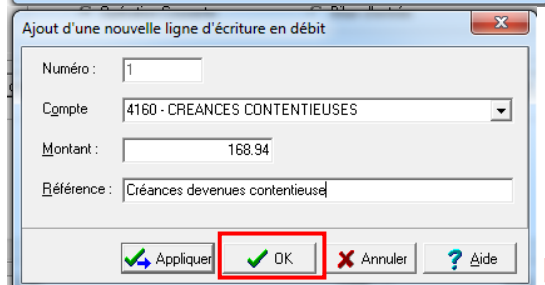 Ajout d'une nouvelle ligne d'écriture en débit
Numéro : 1
Compte 4160 - CREANCES CONTENTIEUSES
Montant : 168.94
Référence : Créances devenues contentieuse
Appliquer OK Annuler Aide